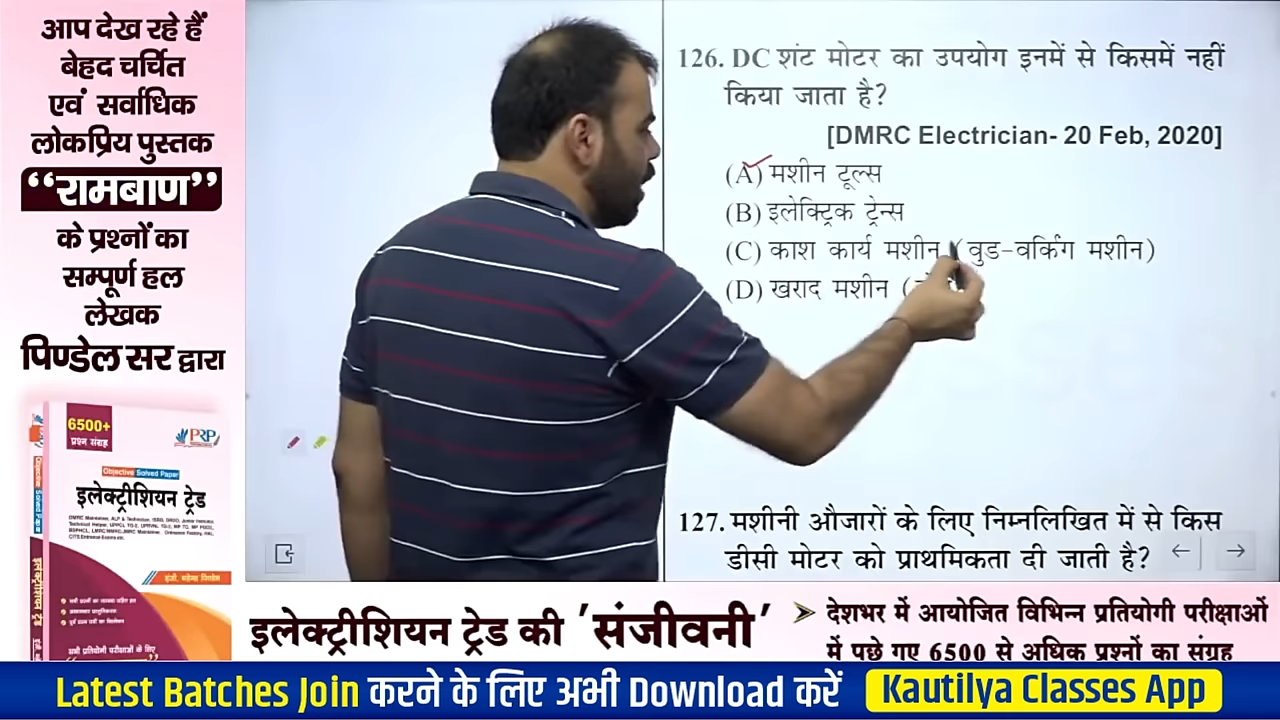 आप देख रहे हैं
बेहद चर्चित
एवं सर्वाधिक
लोकप्रिय पुस्तक
“रामबाण”
के प्रश्नों का
सम्पूर्ण हल
लेखक
पिण्डेल सर द्वारा
6500+
प्रश्न संग्रह
PRP
Objective Solved Paper
इलेक्ट्रीशियन ट्रेड
126. DC शंट मोटर का उपयोग इनमें से किसमें नहीं
किया जाता है?
[DMRC Electrician- 20 Feb, 2020]
(A) मशीन टूल्स
(B) इलेक्ट्रिक ट्रेन्स
(C) काश कार्य मशीन (वुड-वर्किंग मशीन)
(D) खराद मशीन
127. मशीनी औजारों के लिए निम्नलिखित में से किस
डीसी मोटर को प्राथमिकता दी जाती है?
इलेक्ट्रीशियन ट्रेड की 'संजीवनी'
➢ देशभर में आयोजित विभिन्न प्रतियोगी परीक्षाओं
में पूछे गए 6500 से अधिक प्रश्नों का संग्रह
Latest Batches Join करने के लिए अभी Download करें Kautilya Classes App